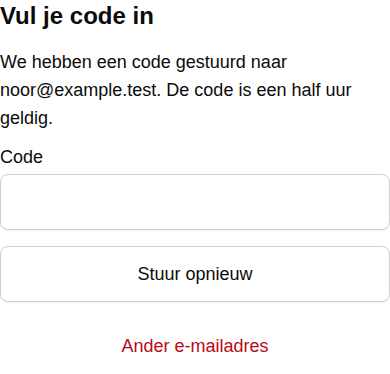 Vul je code in
We hebben een code gestuurd naar
noor@example.test. De code is een half uur
geldig.
Code
Stuur opnieuw
Ander e-mailadres